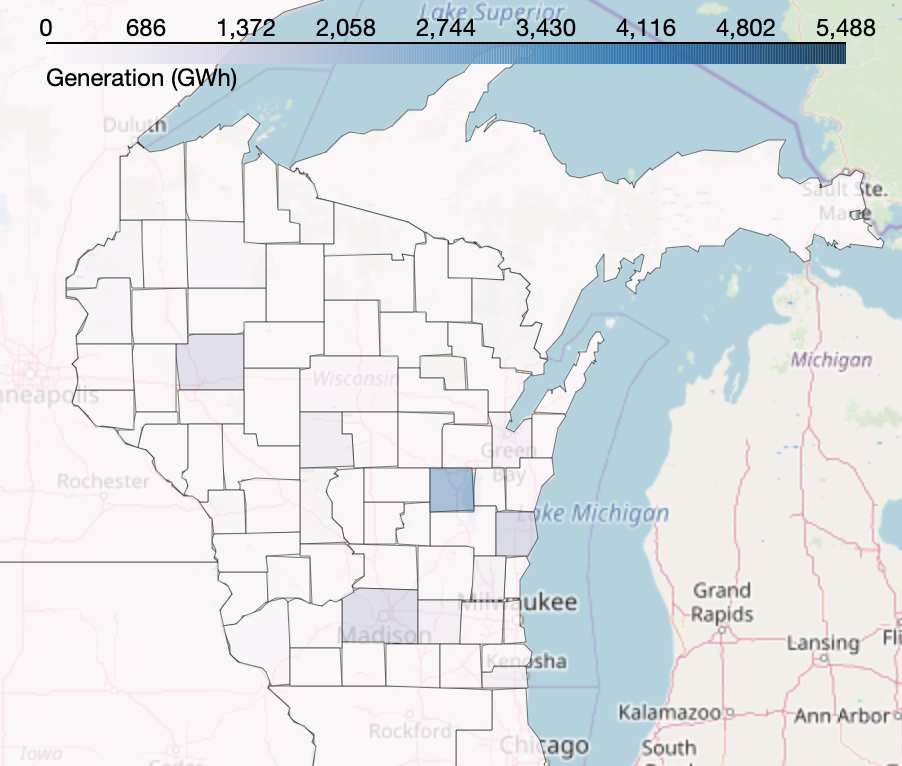 Lake Superior
0 686 1,372 2,058 2,744 3,430 4,116 4,802 5,488
Generation (GWh)
Duluth
Sault Ste.
Marie
Michigan
Wisconsin
nneapolis
Green
Bay
Rochester
Lake Michigan
Grand
Rapids
Milwaukee
Madison
Lansing
Fli
Kenosha
Kalamazoo
Ann Arbor
Rockford
Chicago
South
Iowa